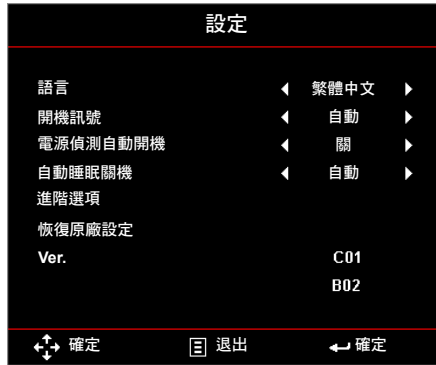 設定
語言 繁體中文
開機訊號 自動
電源偵測自動開機 關
自動睡眠關機 自動
進階選項
恢復原廠設定
Ver. C01
B02
確定 退出 確定